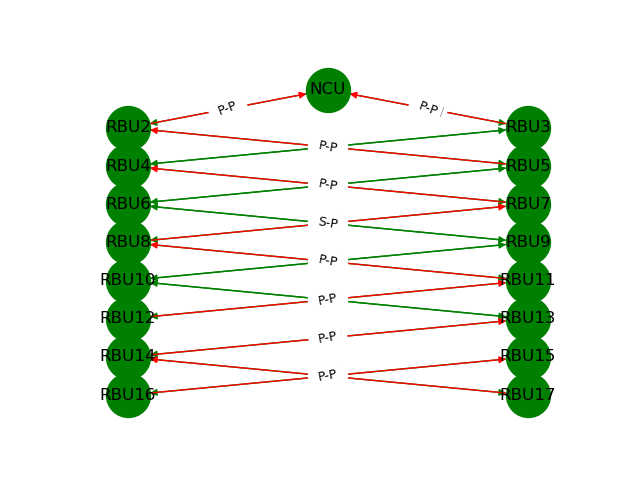 NCU
P-P P-P
RBU2 RBU3
P-P
RBU4 RBU5
P-P
RBU6 RBU7
S-P
RBU8 RBU9
P-P
RBU10 RBU11
P-P
RBU12 RBU13
P-P
RBU14 RBU15
P-P
RBU16 RBU17